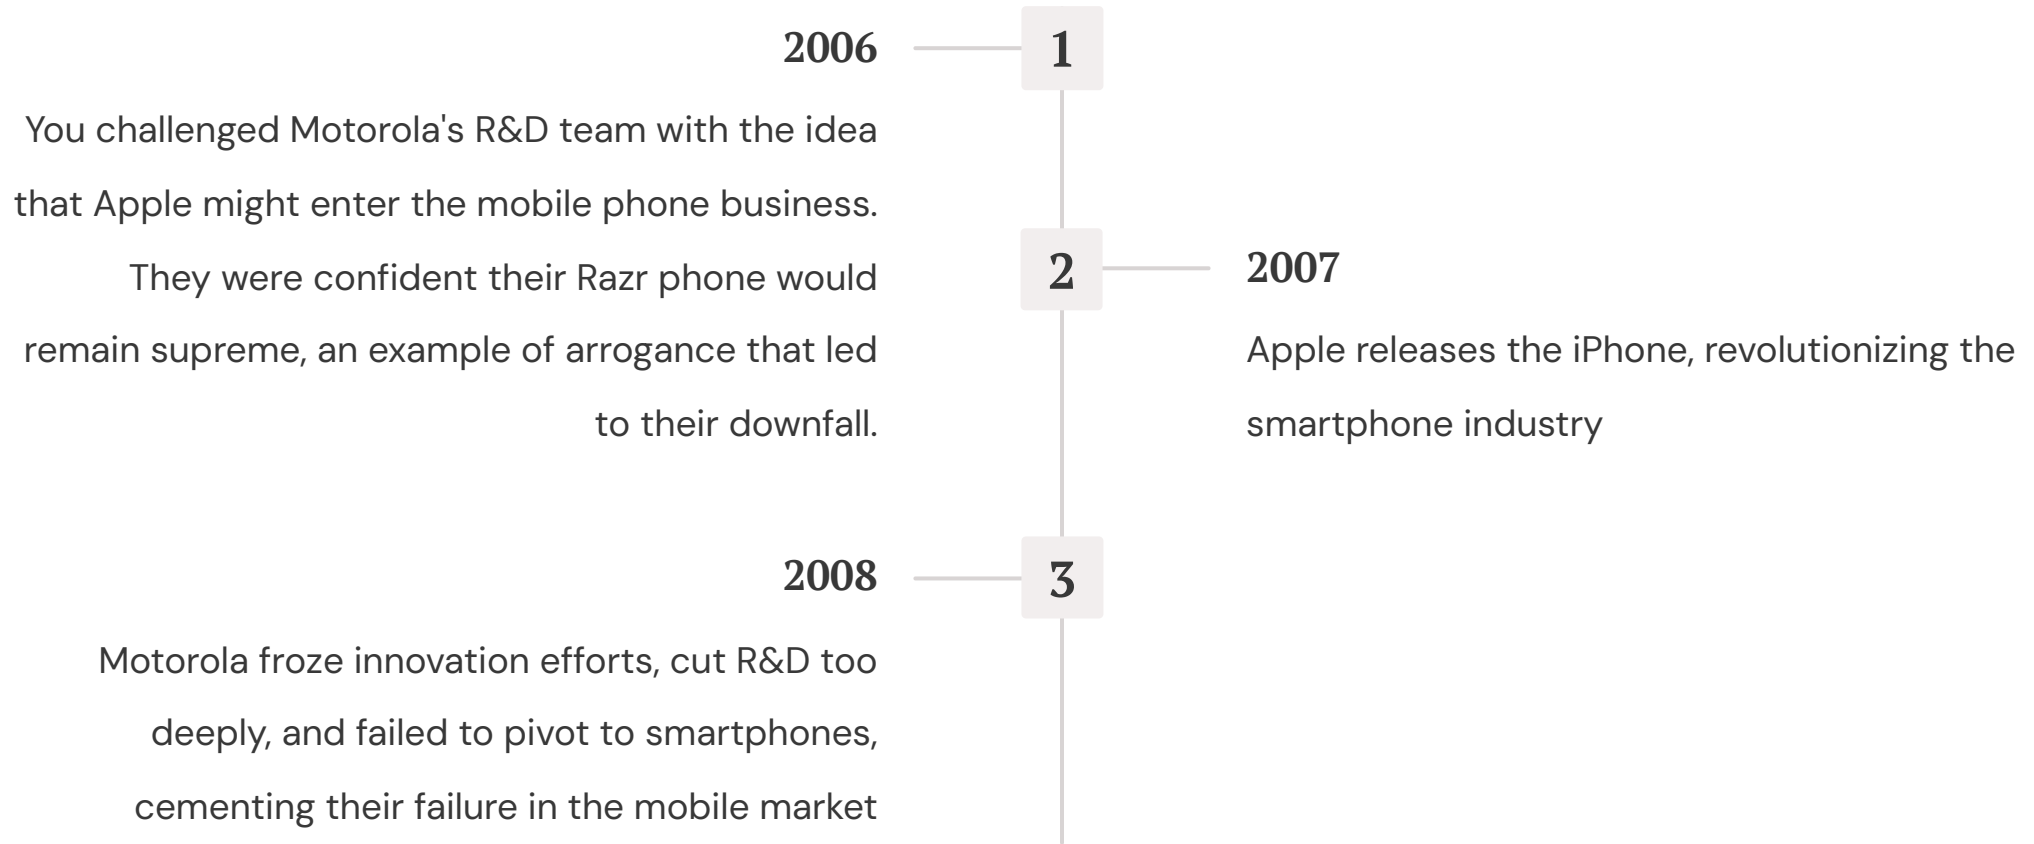 2006
1
You challenged Motorola's R&D team with the idea
that Apple might enter the mobile phone business.
They were confident their Razr phone would
remain supreme, an example of arrogance that led
to their downfall.
2
2007
Apple releases the iPhone, revolutionizing the
smartphone industry
2008
3
Motorola froze innovation efforts, cut R&D too
deeply, and failed to pivot to smartphones,
cementing their failure in the mobile market